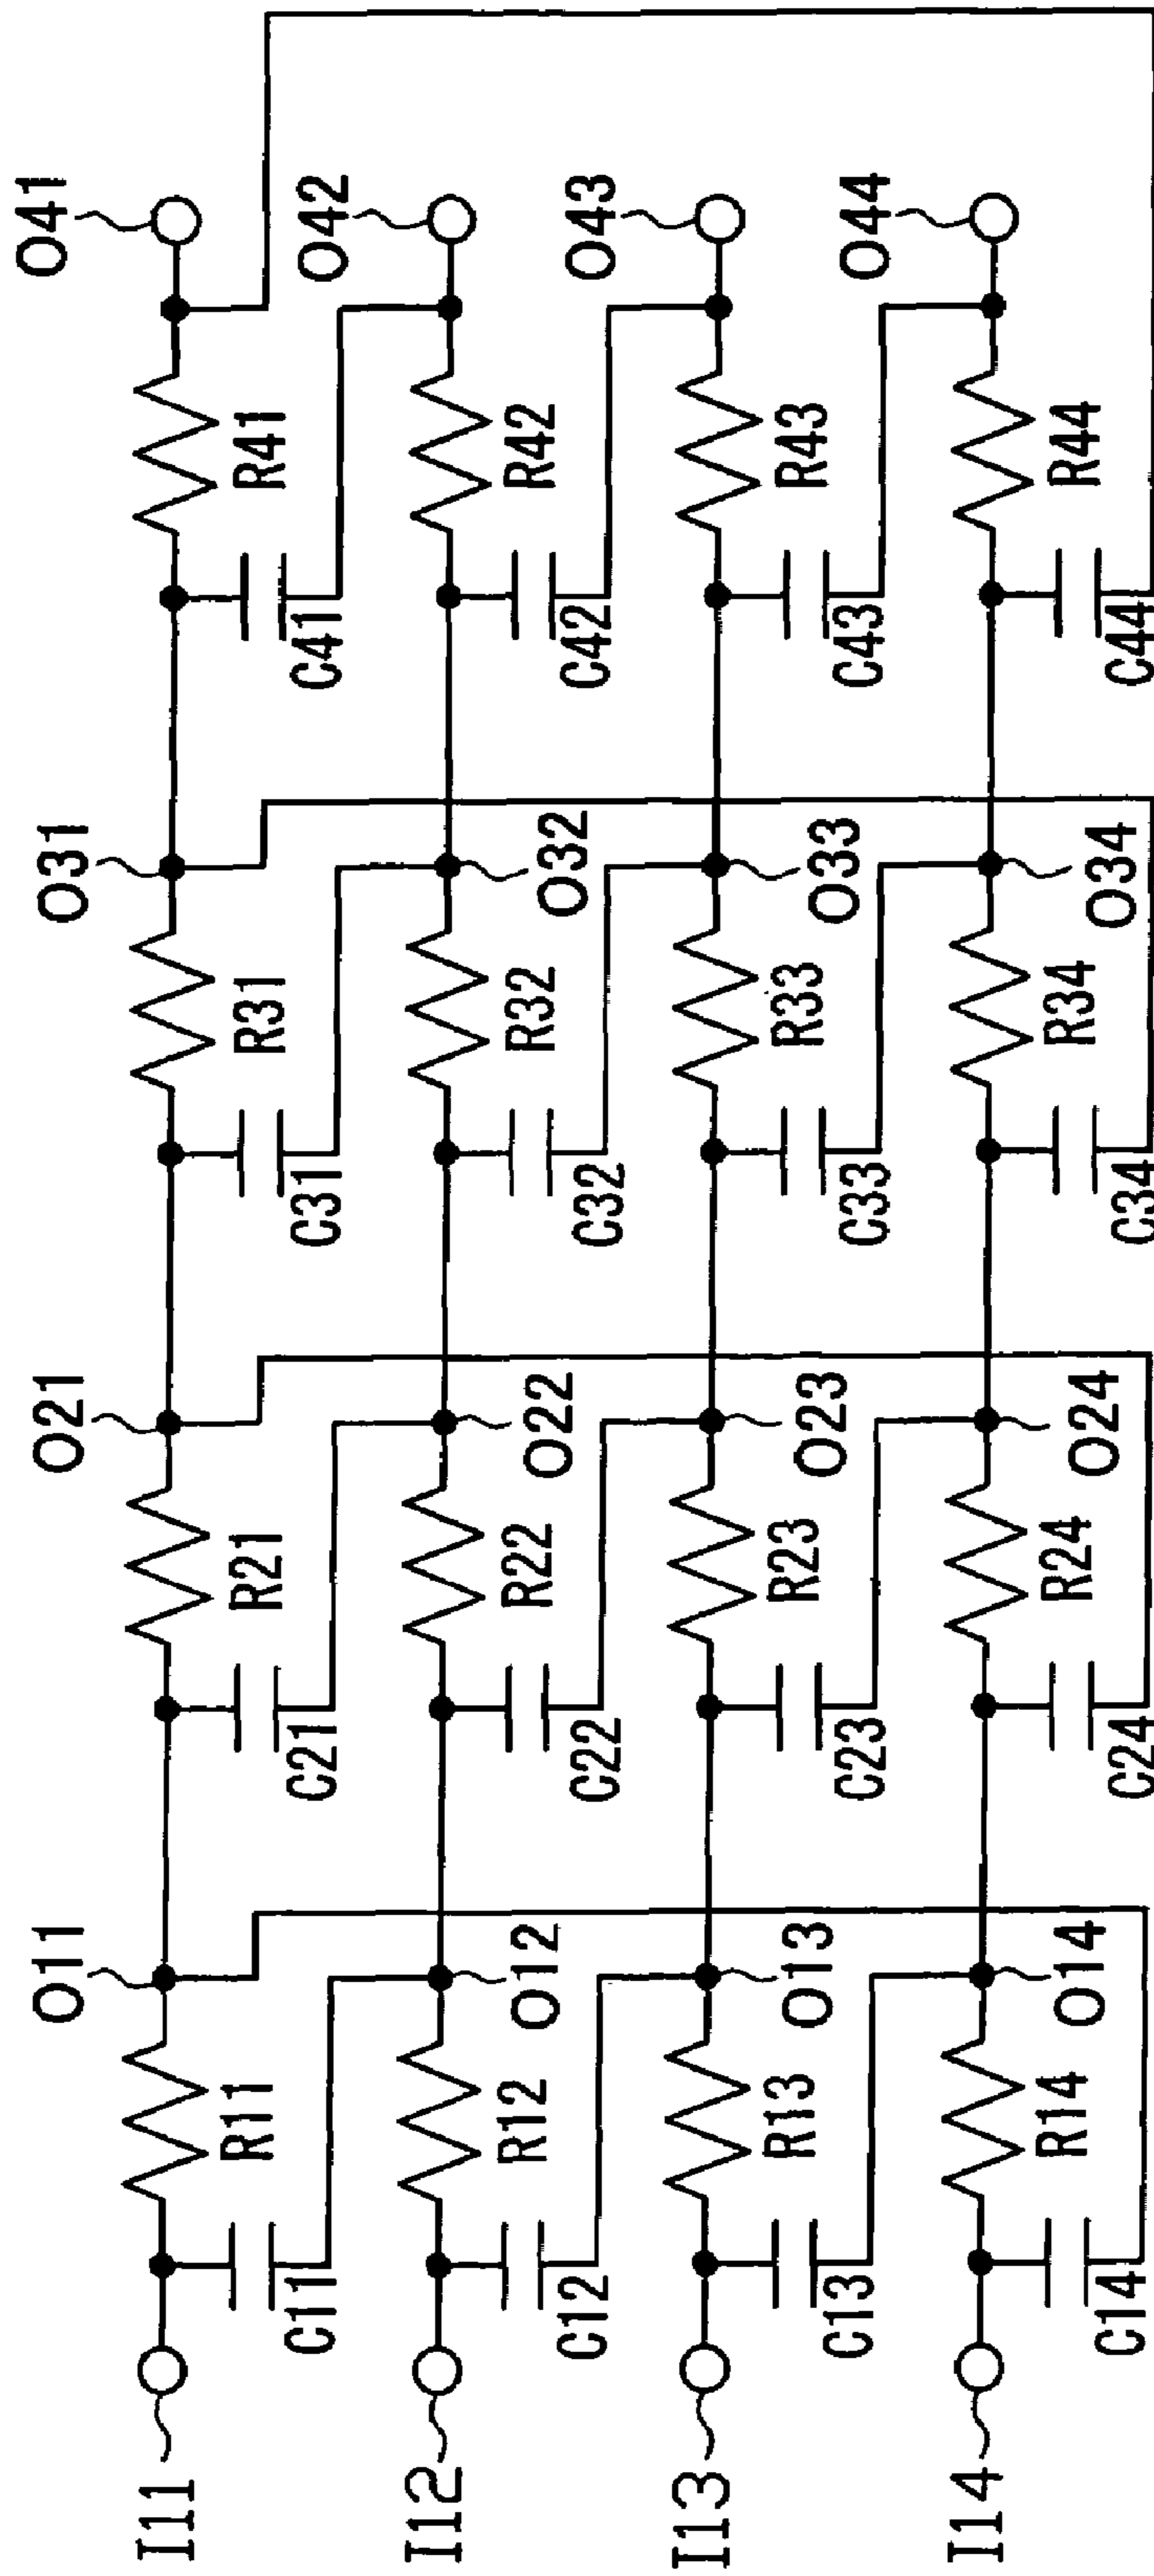 O41
O42
O43
O44
R41
R42
R43
R44
C41
C42
C43
C44
O31
O32
O33
O34
R31
R32
R33
R34
C31
C32
C33
C34
O21
O22
O23
O24
R21
R22
R23
R24
C21
C22
C23
C24
O11
O12
O13
O14
R11
R12
R13
R14
C11
C12
C13
C14
I11
I12
I13
I14